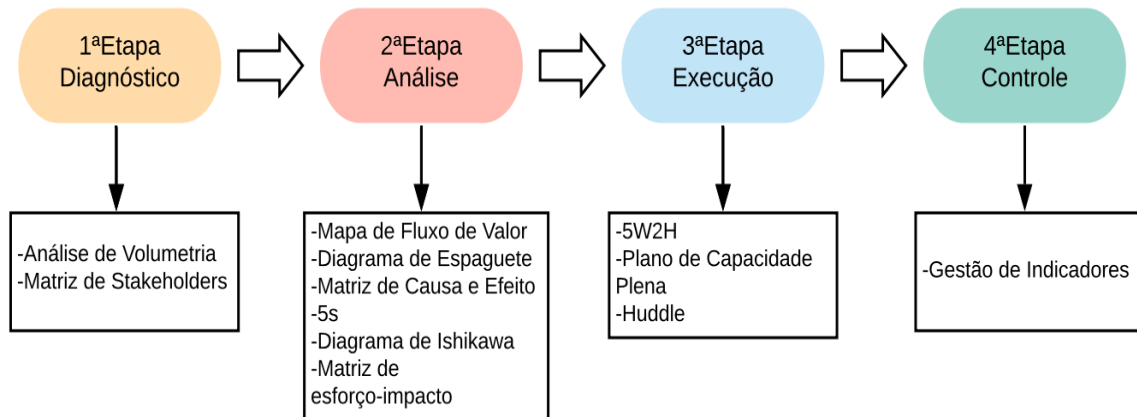 1ªEtapa
Diagnóstico
2ªEtapa
Análise
3ªEtapa
Execução
4ªEtapa
Controle
-Análise de Volumetria
-Matriz de Stakeholders
-Mapa de Fluxo de Valor
-Diagrama de Espaguete
-Matriz de Causa e Efeito
-5s
-Diagrama de Ishikawa
-Matriz de
esforço-impacto
-5W2H
-Plano de Capacidade
Plena
-Huddle
-Gestão de Indicadores